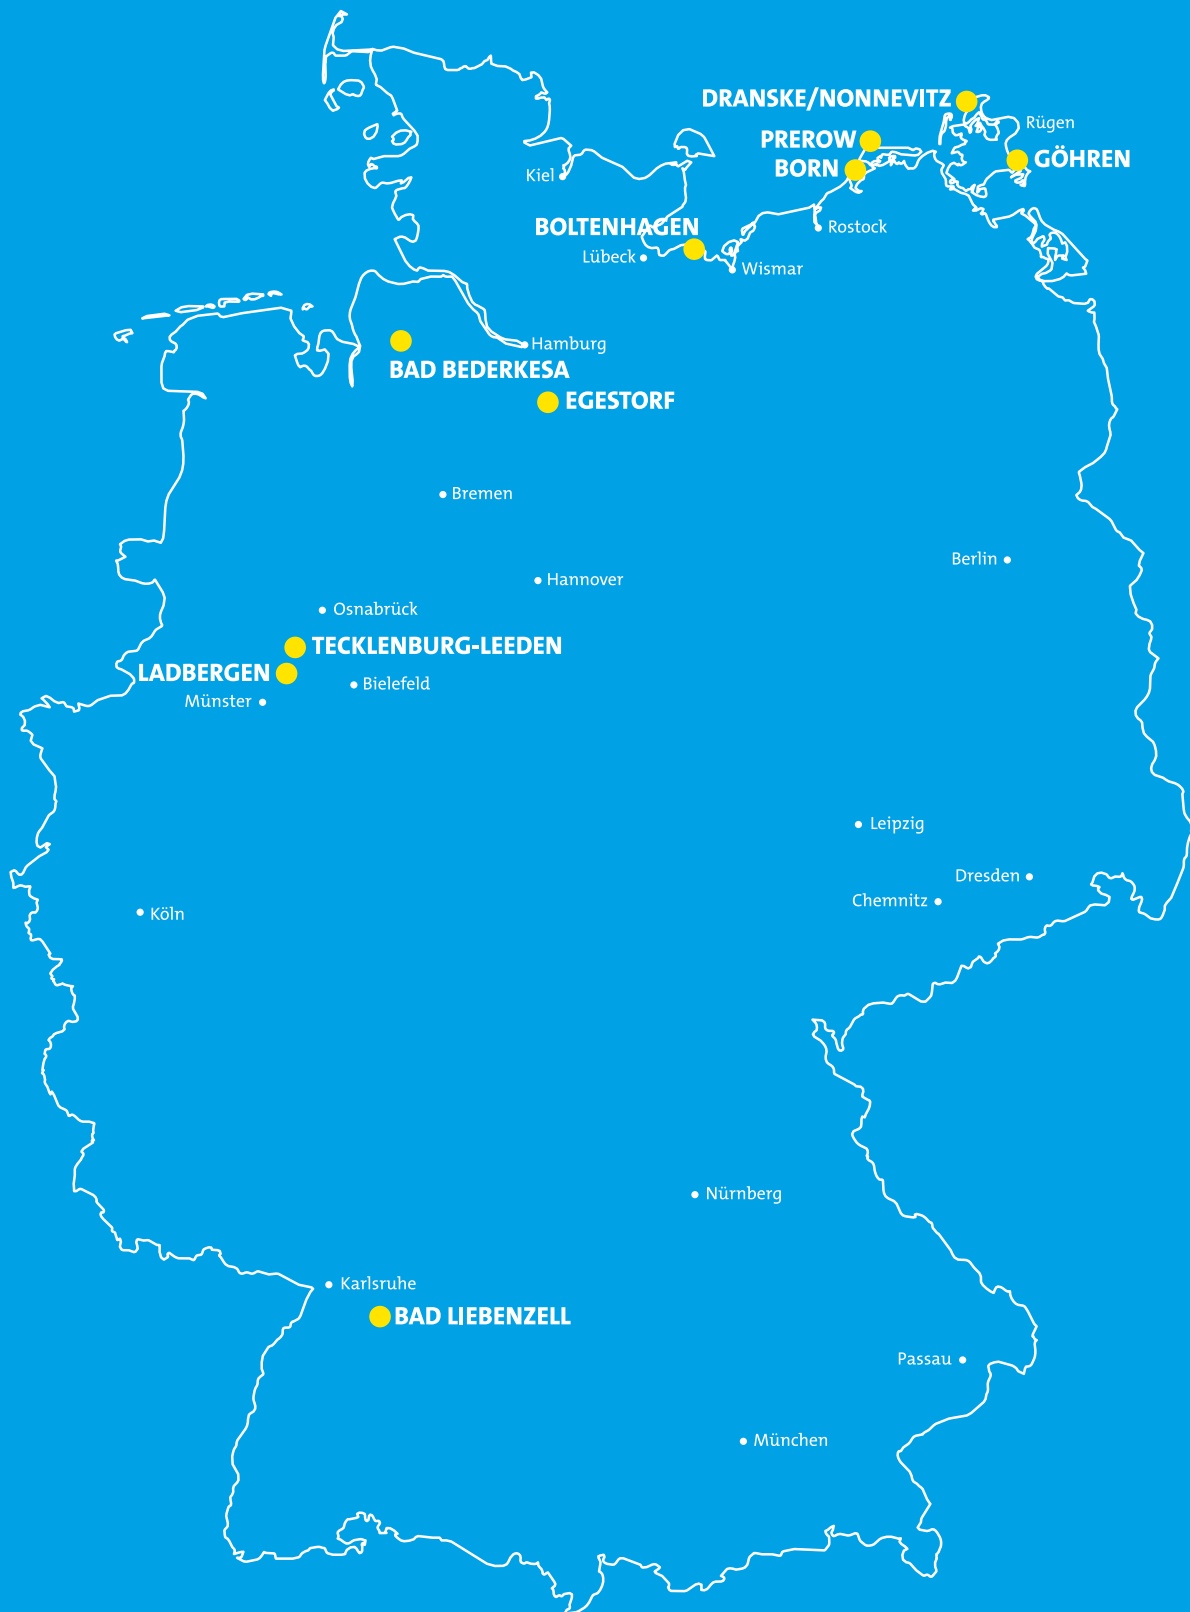 DRANSKE/NONNEVITZ
Rügen
PREROW
GÖHREN
BORN
Kiel
BOLTENHAGEN
Rostock
Lübeck
Wismar
Hamburg
BAD BEDERKESA
EGESTORF
Bremen
Berlin
Hannover
Osnabrück
TECKLENBURG-LEEDEN
LADBERGEN
Bielefeld
Münster
Leipzig
Dresden
Chemnitz
Köln
Nürnberg
Karlsruhe
BAD LIEBENZELL
Passau
München